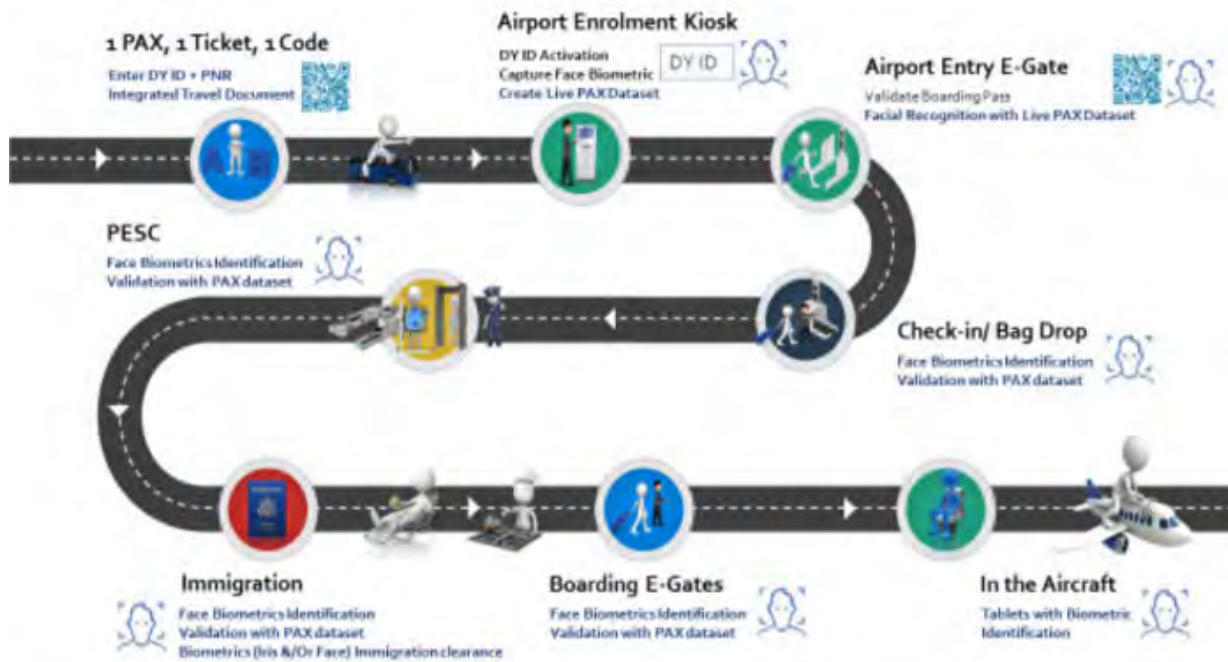 1 PAX, 1 Ticket, 1 Code
Enter DY ID + PNR
Integrated Travel Document
Airport Enrolment Kiosk
DY ID Activation
Capture Face Biometric
Create Live PAX Dataset
DY ID
Airport Entry E-Gate
Validate Boarding Pass
Facial Recognition with Live PAX Dataset
PESC
Face Biometrics Identification
Validation with PAX dataset
Check-in/ Bag Drop
Face Biometrics Identification
Validation with PAX dataset
Immigration
Face Biometrics Identification
Validation with PAX dataset
Biometrics (Iris &/Or Face) Immigration clearance
Boarding E-Gates
Face Biometrics Identification
Validation with PAX dataset
In the Aircraft
Tablets with Biometric
Identification